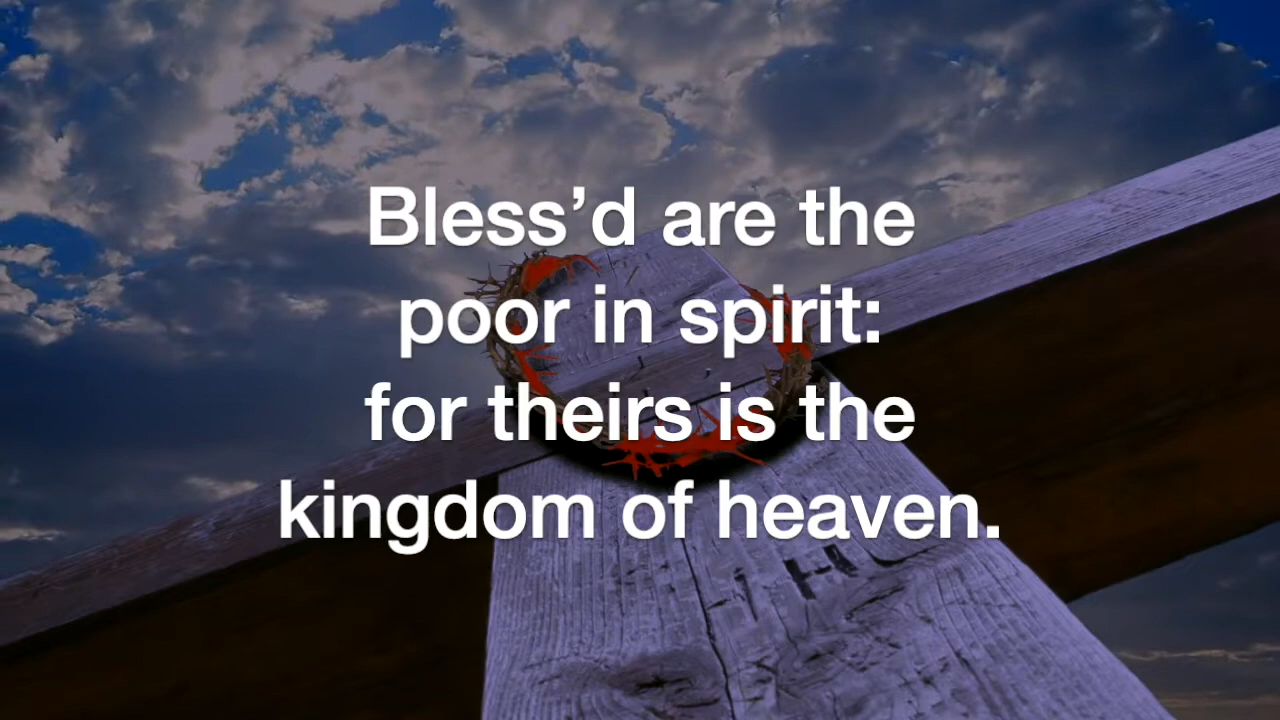 Bless’d are the
poor in spirit:
for theirs is the
kingdom of heaven.